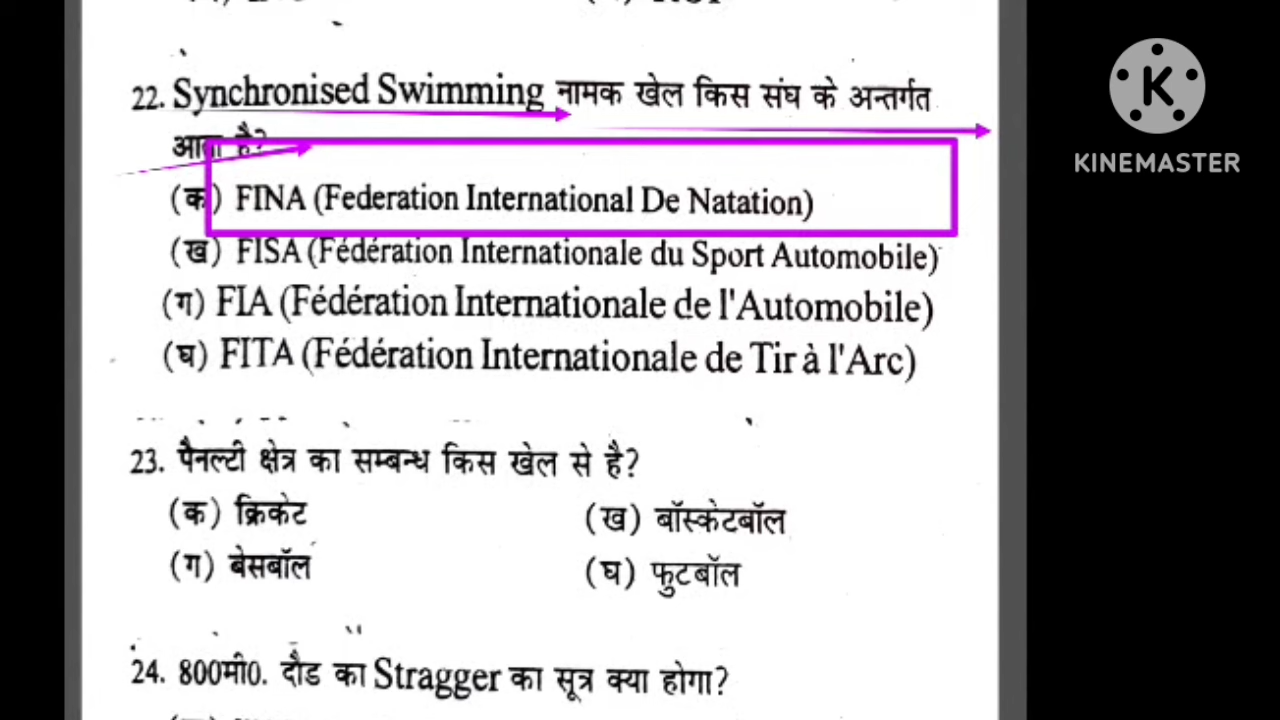 22. Synchronised Swimming नामक खेल किस संघ के अन्तर्गत
आता है?
(क) FINA (Federation International De Natation)
(ख) FISA (Fédération Internationale du Sport Automobile)
(ग) FIA (Fédération Internationale de l'Automobile)
(घ) FITA (Fédération Internationale de Tir à l'Arc)
23. पैनल्टी क्षेत्र का सम्बन्ध किस खेल से है?
(क) क्रिकेट (ख) बॉस्केटबॉल
(ग) बेसबॉल (घ) फुटबॉल
24. 800मी0. दौड का Stragger का सूत्र क्या होगा?
KINEMASTER